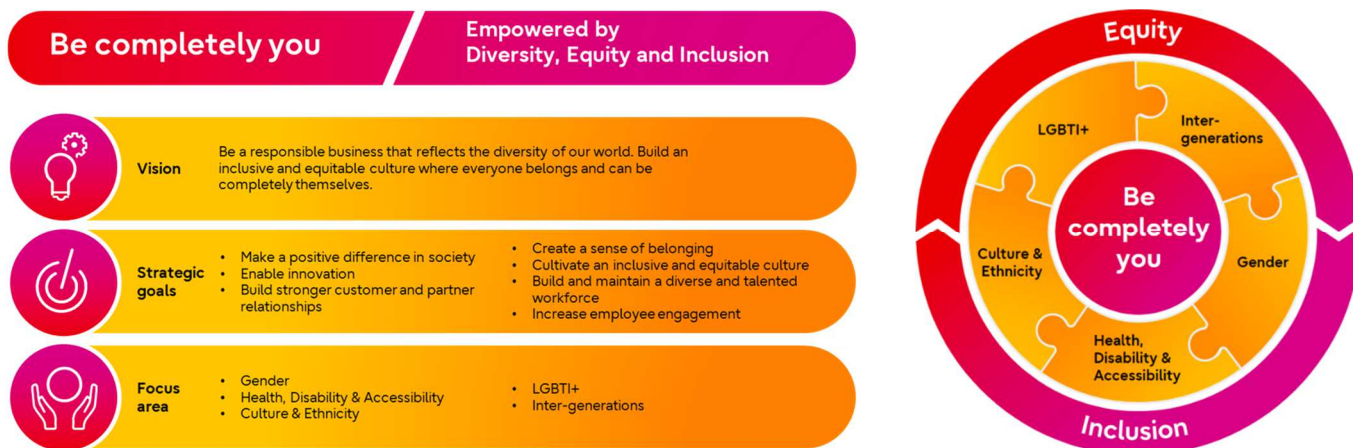 Be completely you
Empowered by
Diversity, Equity and Inclusion
Vision
Be a responsible business that reflects the diversity of our world. Build an
inclusive and equitable culture where everyone belongs and can be
completely themselves.
Strategic
goals
• Make a positive difference in society
• Enable innovation
• Build stronger customer and partner
relationships
• Create a sense of belonging
• Cultivate an inclusive and equitable culture
• Build and maintain a diverse and talented
workforce
• Increase employee engagement
Focus
area
• Gender
• Health, Disability & Accessibility
• Culture & Ethnicity
• LGBTI+
• Inter-generations
Equity
LGBTI+
Inter-
generations
Be
completely
you
Culture &
Ethnicity
Gender
Health,
Disability &
Accessibility
Inclusion